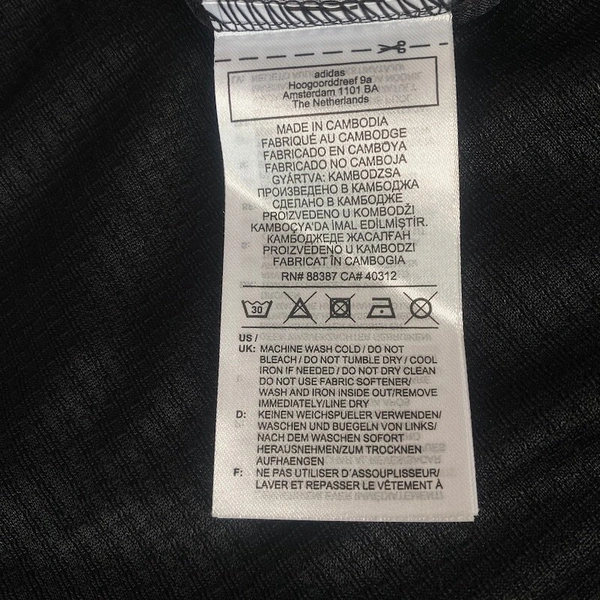 adidas
Hoogoorddreef 9a
Amsterdam 1101 BA
The Netherlands
MADE IN CAMBODIA
FABRIQUÉ AU CAMBODGE
FABRICADO EN CAMBOYA
FABRICADO NO CAMBOJA
GYÁRTVA: KAMBODZSA
ПРОИЗВЕДЕНО В КАМБОДЖА
СДЕЛАНО В КАМБОДЖЕ
PROIZVEDENO U KOMBODŽI
KAMBOÇYA'DA İMAL EDİLMİŞTİR.
КАМБОДЖЕДЕ ЖАСАЛҒАН
PROIZVEDENO U KAMBODZI
FABRICAT ÎN CAMBOGIA
RN# 88387 CA# 40312
30
US /
UK: MACHINE WASH COLD / DO NOT
BLEACH / DO NOT TUMBLE DRY / COOL
IRON IF NEEDED / DO NOT DRY CLEAN
DO NOT USE FABRIC SOFTENER/
WASH AND IRON INSIDE OUT/REMOVE
IMMEDIATELY/LINE DRY
D: KEINEN WEICHSPUELER VERWENDEN/
WASCHEN UND BUEGELN VON LINKS/
NACH DEM WASCHEN SOFORT
HERAUSNEHMEN/ZUM TROCKNEN
AUFHAENGEN
F: NE PAS UTILISER D'ASSOUPLISSEUR/
LAVER ET REPASSER LE VÊTEMENT À